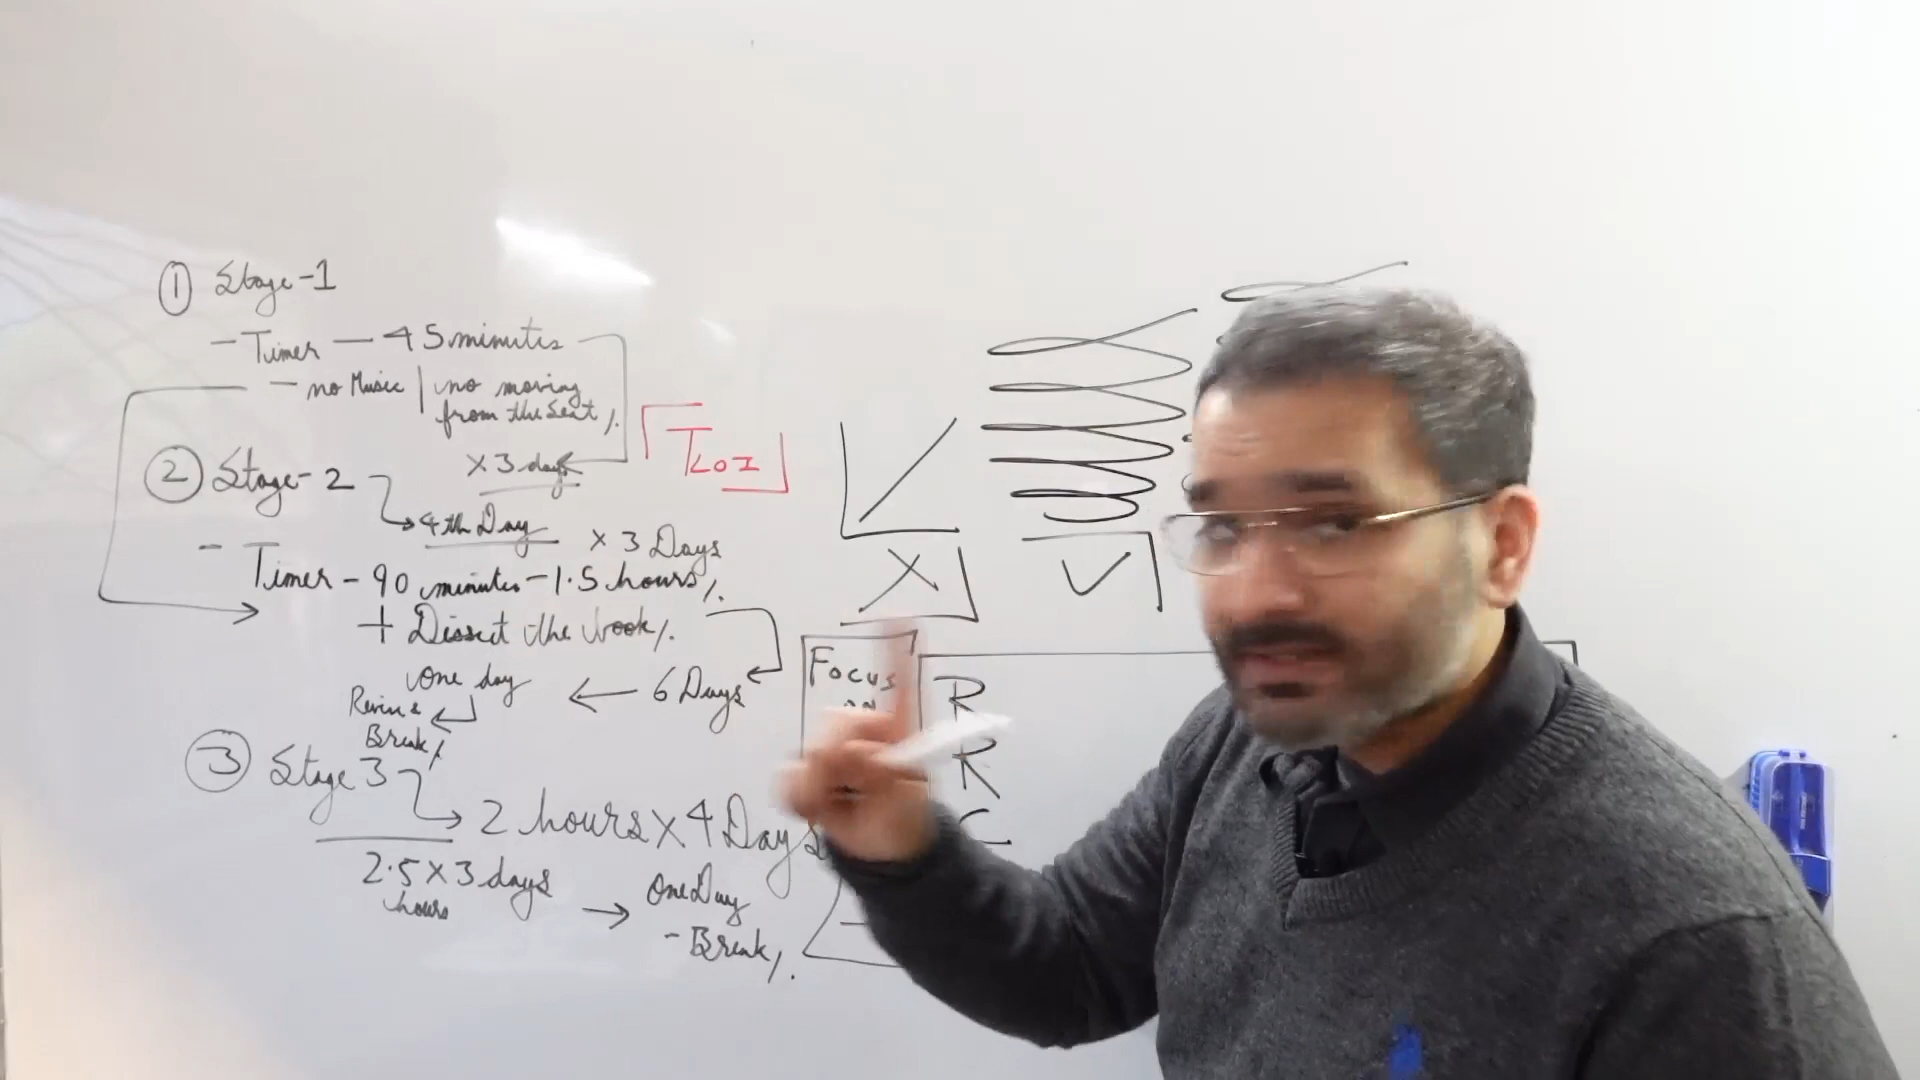 ① Stage-1
- Timer — 45 minutes
- no Music | no moving
from the Seat/.
× 3 days
TLOI
② Stage-2
4th Day × 3 Days
- Timer - 90 minutes - 1.5 hours/.
+ Dissect the book/.
6 Days
one day
Revise
Break/.
③ Stage 3
2 hours × 4 Days
2.5 × 3 days
hours
One Day
- Break/.
X ✓
Focus
on
R
R
C